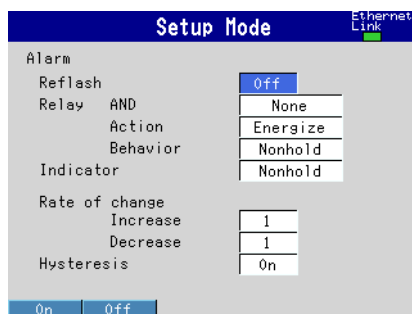 Setup Mode
Ethernet
Link
Alarm
Reflash Off
Relay AND None
Action Energize
Behavior Nonhold
Indicator Nonhold
Rate of change
Increase 1
Decrease 1
Hysteresis On
On Off